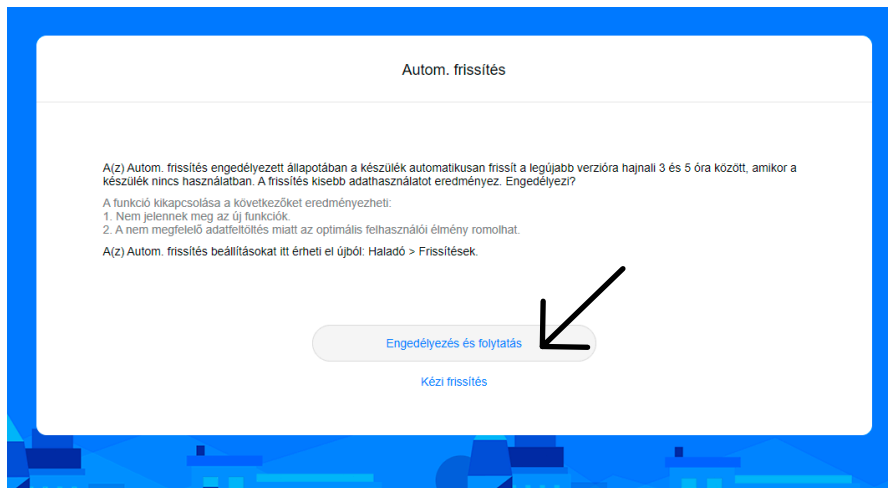 Autom. frissítés
A(z) Autom. frissítés engedélyezett állapotában a készülék automatikusan frissít a legújabb verzióra hajnali 3 és 5 óra között, amikor a
készülék nincs használatban. A frissítés kisebb adathasználatot eredményez. Engedélyezi?
A funkció kikapcsolása a következőket eredményezheti:
1. Nem jelennek meg az új funkciók.
2. A nem megfelelő adatfeltöltés miatt az optimális felhasználói élmény romolhat.
A(z) Autom. frissítés beállításokat itt érheti el újból: Haladó > Frissítések.
Engedélyezés és folytatás
Kézi frissítés